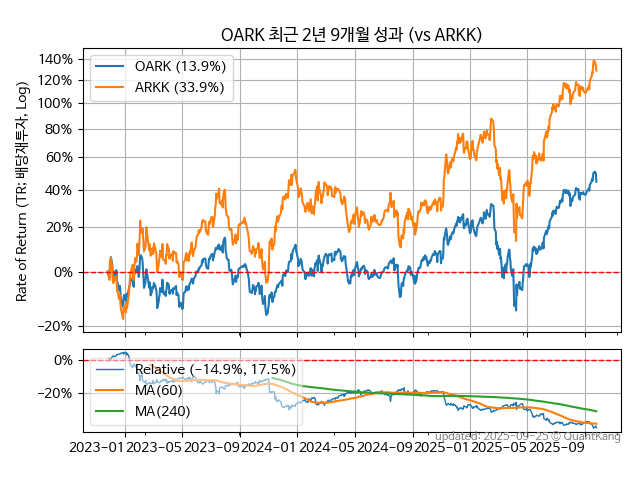 OARK 최근 2년 9개월 성과 (vs ARKK)
Rate of Return (TR: 배당재투자, Log)
140%
120%
100%
80%
60%
40%
20%
0%
−20%
OARK (13.9%)
ARKK (33.9%)
0%
−20%
Relative (−14.9%, 17.5%)
MA(60)
MA(240)
updated: 2025-09-25 © QuantKang
2023−01 2023−05 2023−09 2024−01 2024−05 2024−09 2025−01 2025−05 2025−09